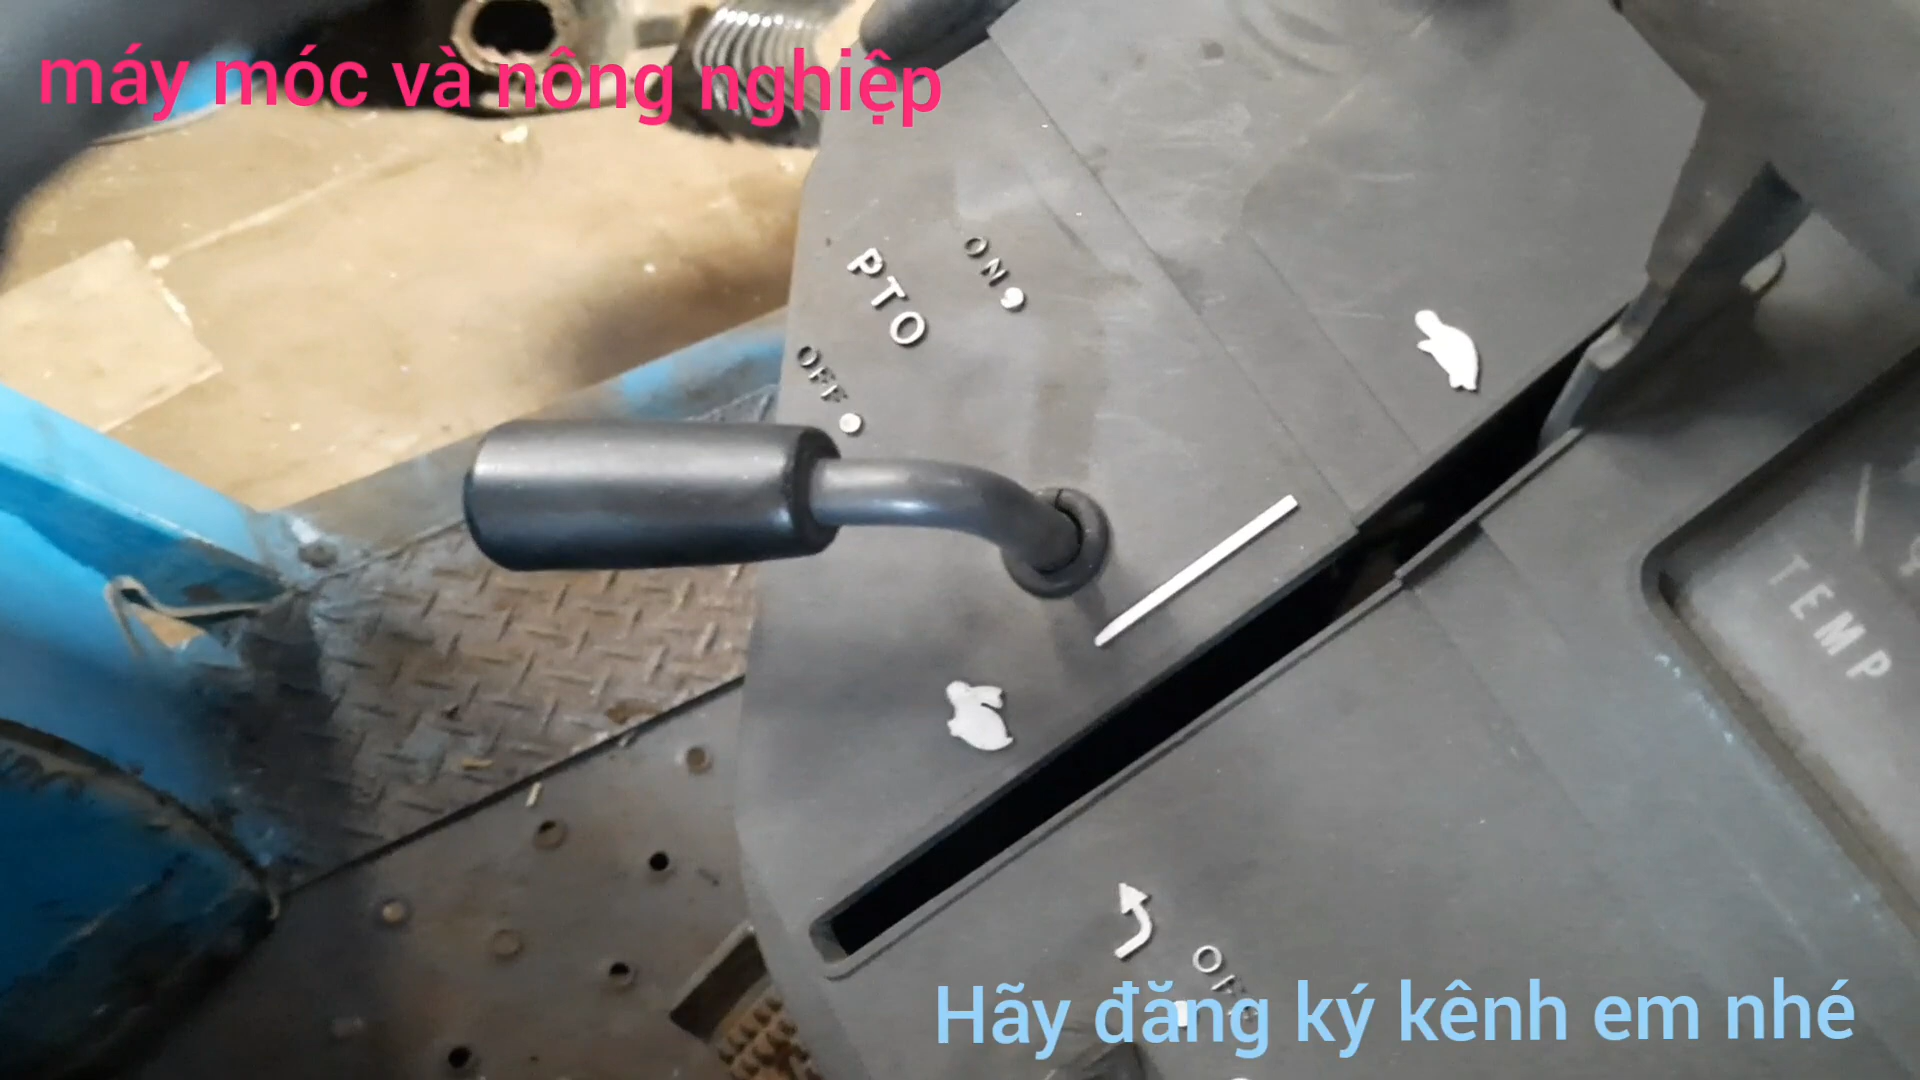 máy móc và nông nghiệp
ON
PTO
OFF
TEMP
Hãy đăng ký kênh em nhé